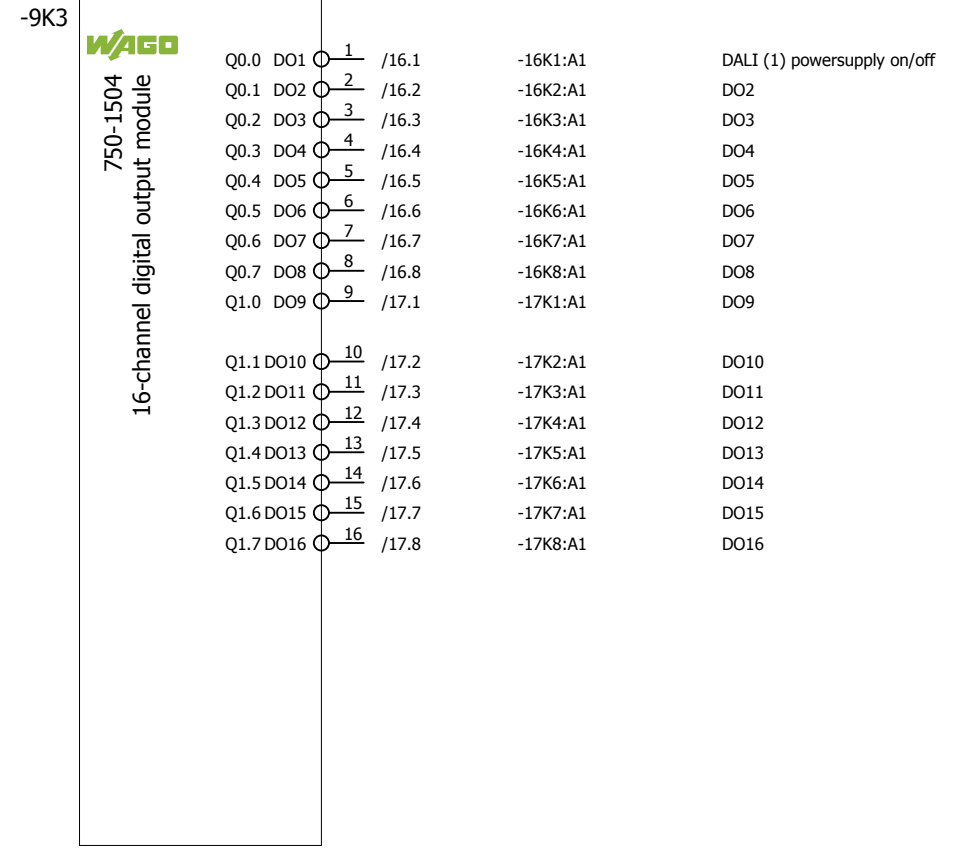 -9K3
WAGO
750-1504
16-channel digital output module
Q0.0 DO1 1 /16.1 -16K1:A1 DALI (1) powersupply on/off
Q0.1 DO2 2 /16.2 -16K2:A1 DO2
Q0.2 DO3 3 /16.3 -16K3:A1 DO3
Q0.3 DO4 4 /16.4 -16K4:A1 DO4
Q0.4 DO5 5 /16.5 -16K5:A1 DO5
Q0.5 DO6 6 /16.6 -16K6:A1 DO6
Q0.6 DO7 7 /16.7 -16K7:A1 DO7
Q0.7 DO8 8 /16.8 -16K8:A1 DO8
Q1.0 DO9 9 /17.1 -17K1:A1 DO9
Q1.1 DO10 10 /17.2 -17K2:A1 DO10
Q1.2 DO11 11 /17.3 -17K3:A1 DO11
Q1.3 DO12 12 /17.4 -17K4:A1 DO12
Q1.4 DO13 13 /17.5 -17K5:A1 DO13
Q1.5 DO14 14 /17.6 -17K6:A1 DO14
Q1.6 DO15 15 /17.7 -17K7:A1 DO15
Q1.7 DO16 16 /17.8 -17K8:A1 DO16